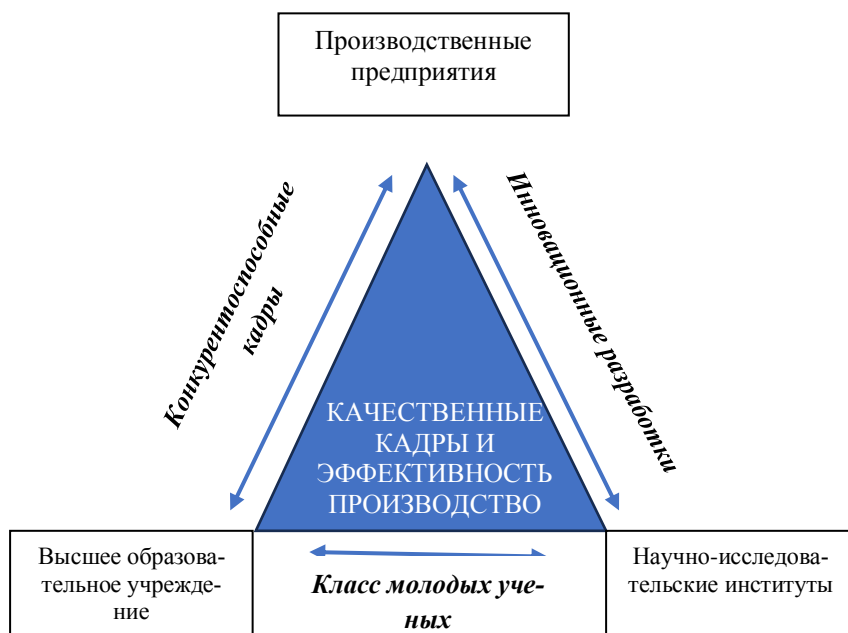 Производственные
предприятия
Конкурентоспособные
кадры
Инновационные разработки
КАЧЕСТВЕННЫЕ
КАДРЫ И
ЭФФЕКТИВНОСТЬ
ПРОИЗВОДСТВО
Высшее образова-
тельное учрежде-
ние
Класс молодых уче-
ных
Научно-исследова-
тельские институты